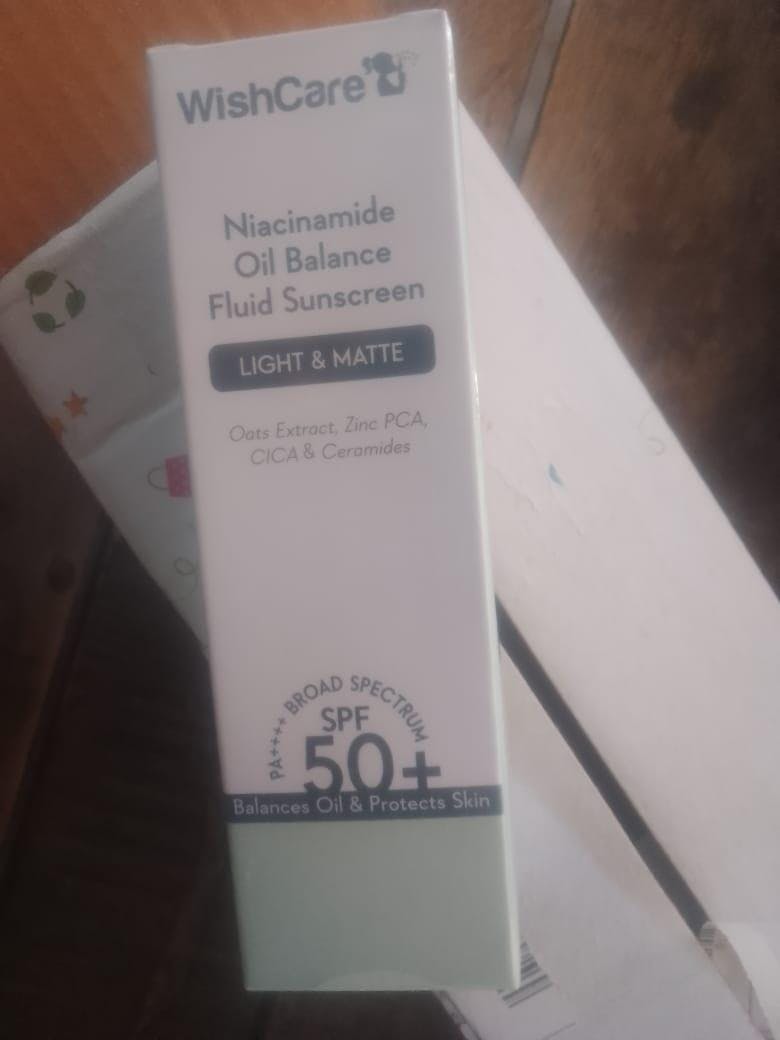 WishCare
Niacinamide
Oil Balance
Fluid Sunscreen
LIGHT & MATTE
Oats Extract, Zinc PCA,
CICA & Ceramides
PA++++ BROAD SPECTRUM
SPF
50+
Balances Oil & Protects Skin